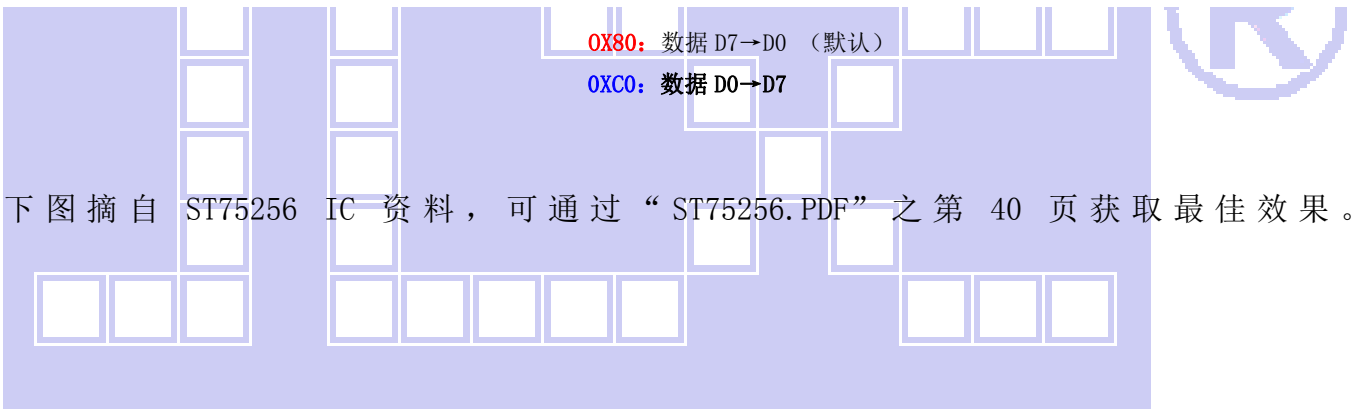 0X80：数据 D7→D0 （默认）
0XC0：数据 D0→D7
下图摘自 ST75256 IC 资料，可通过“ST75256.PDF”之第 40 页获取最佳效果。